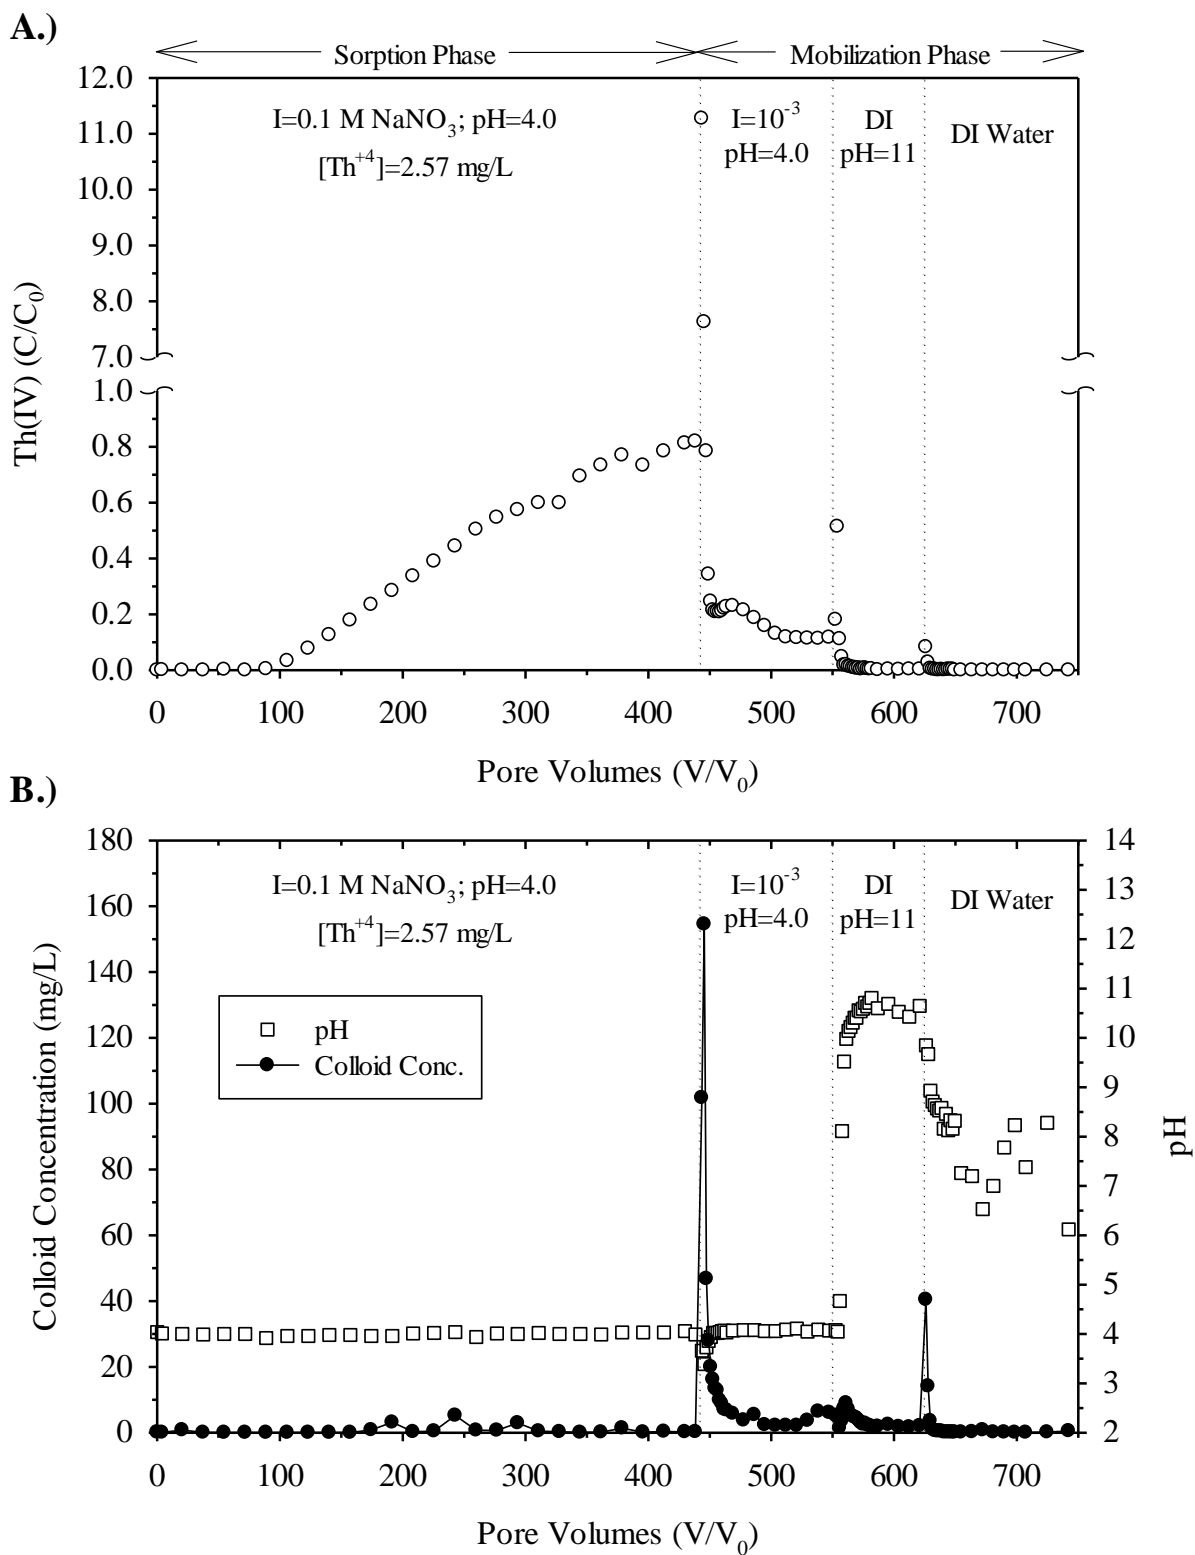 A.)
Sorption Phase
Mobilization Phase
12.0
11.0
10.0
9.0
8.0
7.0
1.0
0.8
0.6
0.4
0.2
0.0
Th(IV) (C/C0)
I=0.1 M NaNO3; pH=4.0
[Th+4]=2.57 mg/L
I=10-3
pH=4.0
DI
pH=11
DI Water
0 100 200 300 400 500 600 700
Pore Volumes (V/V0)
B.)
180
160
140
120
100
80
60
40
20
0
Colloid Concentration (mg/L)
I=0.1 M NaNO3; pH=4.0
[Th+4]=2.57 mg/L
I=10-3
pH=4.0
DI
pH=11
DI Water
pH
Colloid Conc.
14
13
12
11
10
9
8
7
6
5
4
3
2
pH
0 100 200 300 400 500 600 700
Pore Volumes (V/V0)